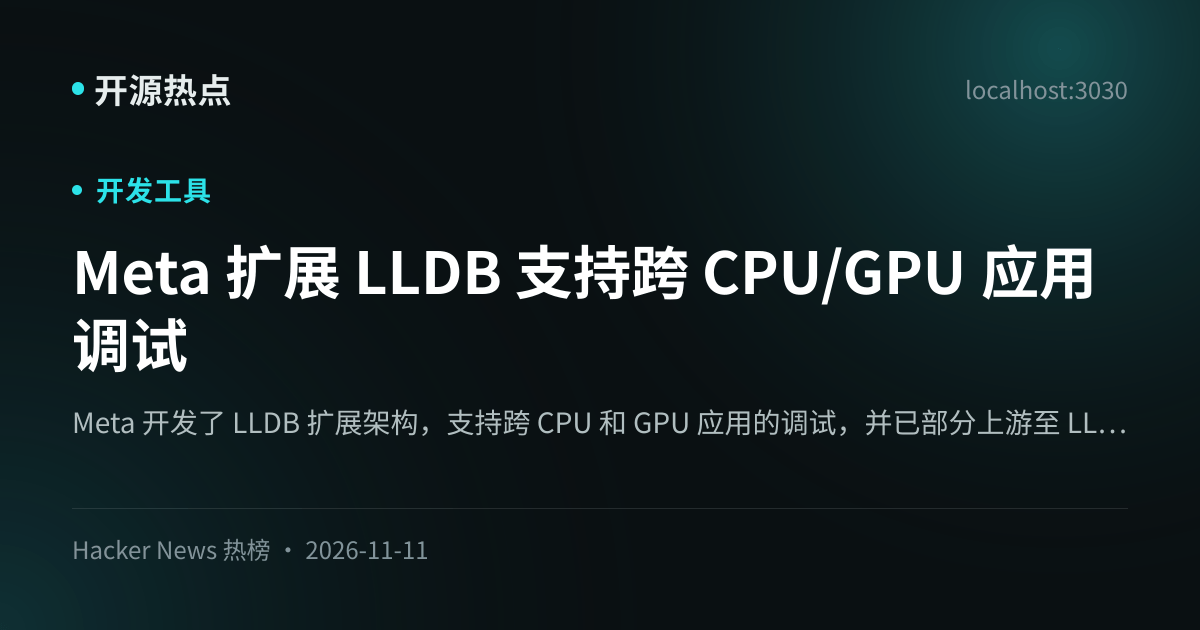 开源热点
localhost:3030
开发工具
Meta 扩展 LLDB 支持跨 CPU/GPU 应用
调试
Meta 开发了 LLDB 扩展架构，支持跨 CPU 和 GPU 应用的调试，并已部分上游至 LL…
Hacker News 热榜 • 2026-11-11